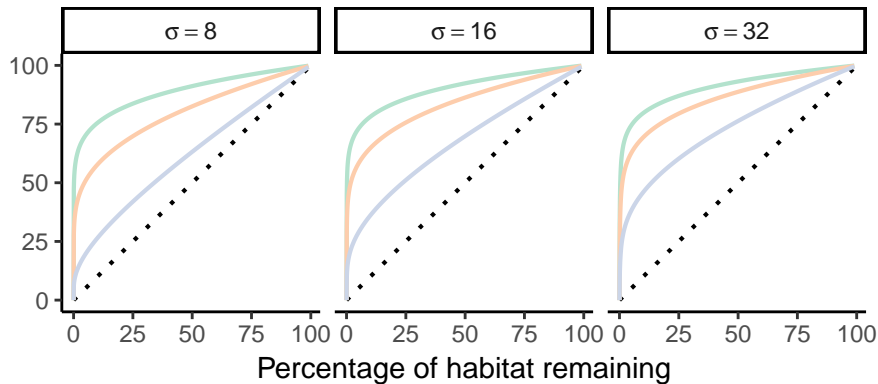 σ = 8
σ = 16
σ = 32
100
75
50
25
0
0 25 50 75 100 0 25 50 75 100 0 25 50 75 100
Percentage of habitat remaining